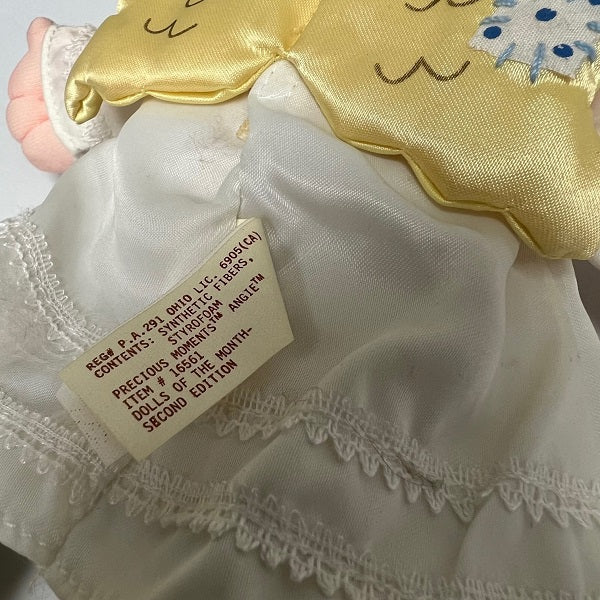 REG# P.A.291 OHIO LIC. 6905(CA)
CONTENTS: SYNTHETIC FIBERS,
STYROFOAM
PRECIOUS MOMENTS™ ANGIE™
ITEM # 16561
DOLLS OF THE MONTH-
SECOND EDITION